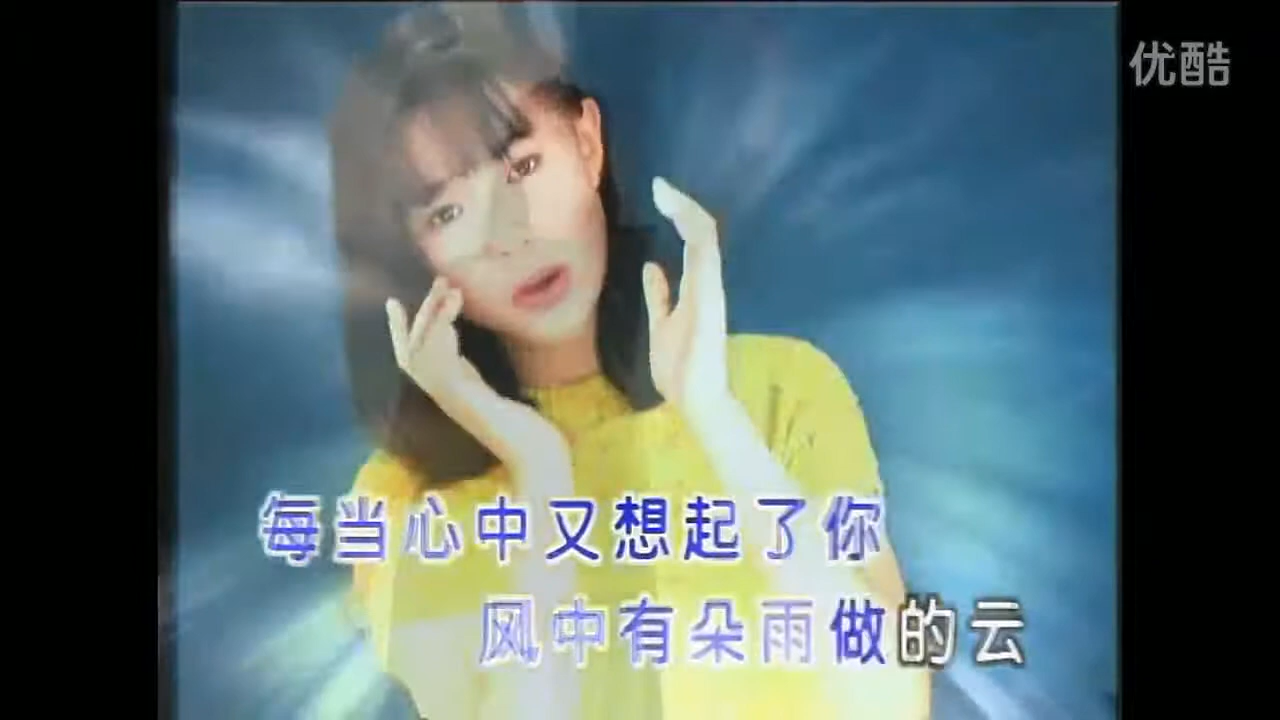 优酷
每当心中又想起了你
风中有朵雨做的云